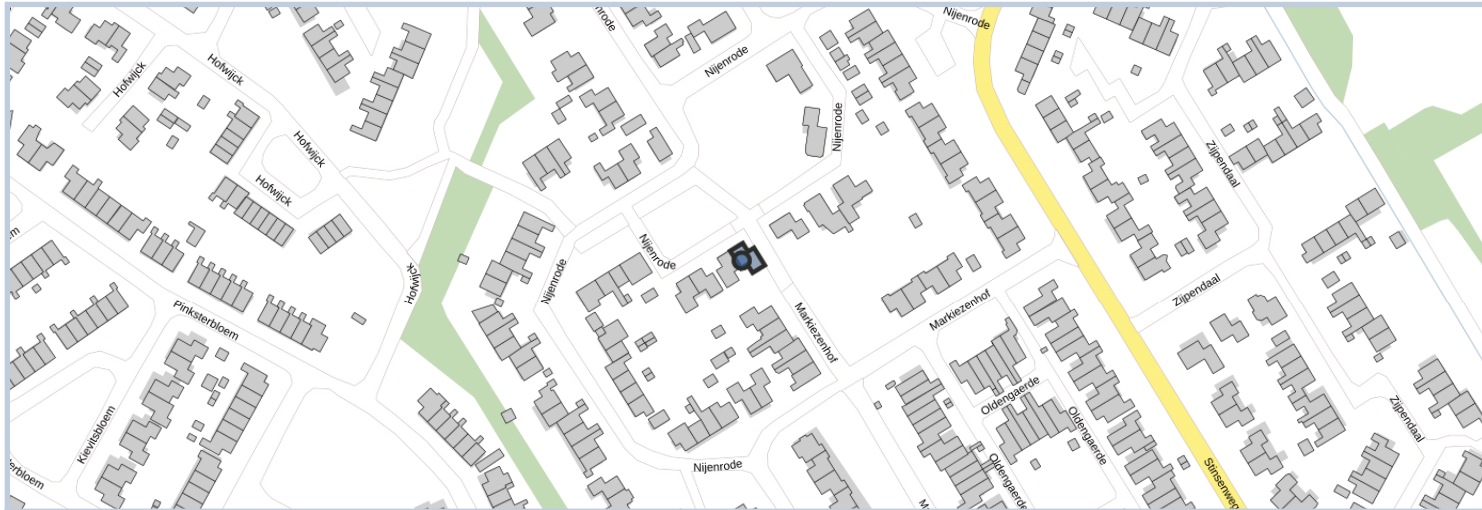 Nijenrode
Nijenrode
Hofwijck
Nijenrode
Hofwijck
Nijenrode
Hofwijck
Zijpendaal
Hofwijck
Nijenrode
Hofwijck
Nijenrode
Zijpendaal
Markiezenhof
Pinksterbloem
Markiezenhof
Oldengaerde
Kievitsbloem
Oldengaerde
Zijpendaal
Nijenrode
Oldengaerde
Stinsenweg